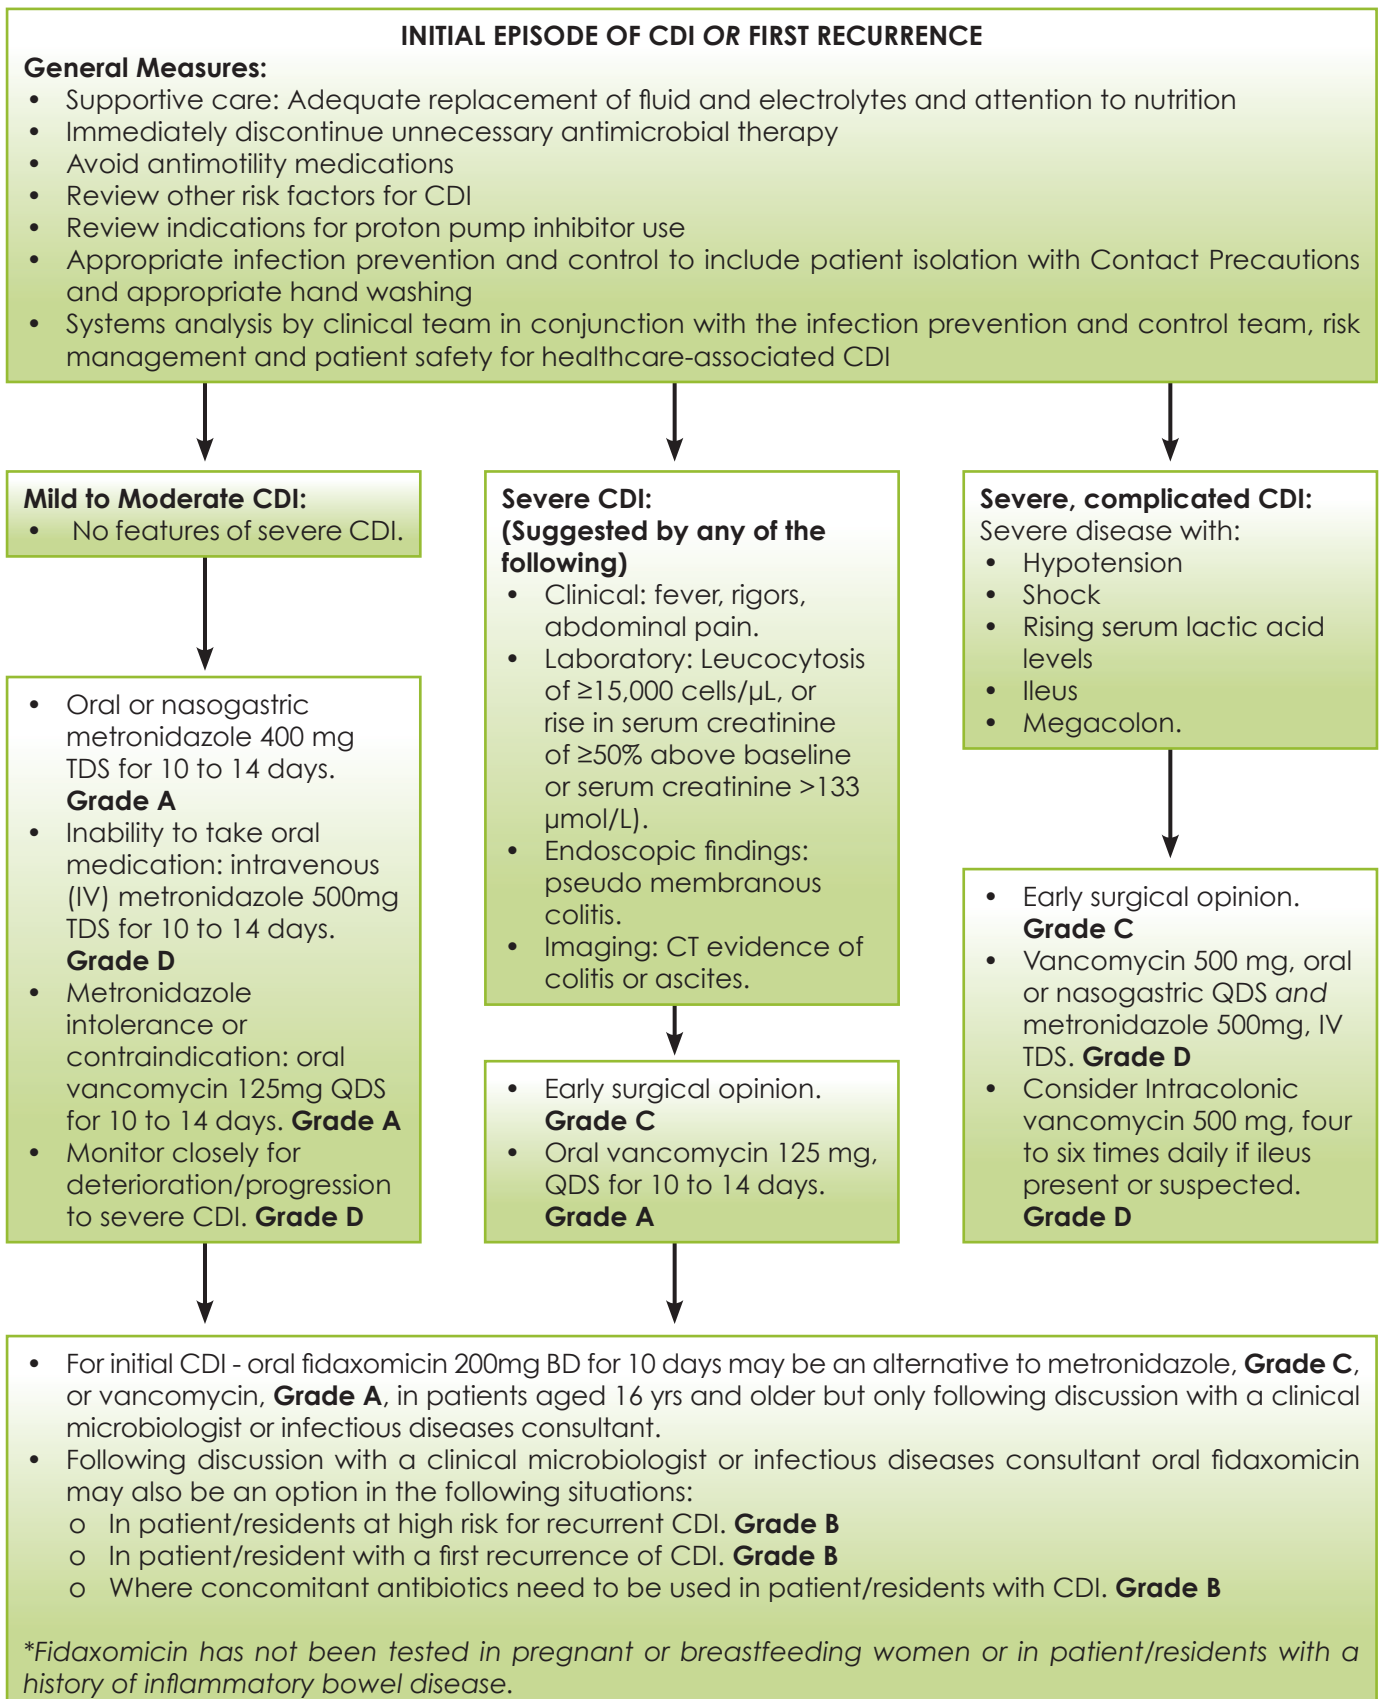 INITIAL EPISODE OF CDI OR FIRST RECURRENCE
General Measures:
• Supportive care: Adequate replacement of fluid and electrolytes and attention to nutrition
• Immediately discontinue unnecessary antimicrobial therapy
• Avoid antimotility medications
• Review other risk factors for CDI
• Review indications for proton pump inhibitor use
• Appropriate infection prevention and control to include patient isolation with Contact Precautions
and appropriate hand washing
• Systems analysis by clinical team in conjunction with the infection prevention and control team, risk
management and patient safety for healthcare-associated CDI
Mild to Moderate CDI:
• No features of severe CDI.
• Oral or nasogastric
metronidazole 400 mg
TDS for 10 to 14 days.
Grade A
• Inability to take oral
medication: intravenous
(IV) metronidazole 500mg
TDS for 10 to 14 days.
Grade D
• Metronidazole
intolerance or
contraindication: oral
vancomycin 125mg QDS
for 10 to 14 days. Grade A
• Monitor closely for
deterioration/progression
to severe CDI. Grade D
Severe CDI:
(Suggested by any of the
following)
• Clinical: fever, rigors,
abdominal pain.
• Laboratory: Leucocytosis
of ≥15,000 cells/µL, or
rise in serum creatinine
of ≥50% above baseline
or serum creatinine >133
µmol/L).
• Endoscopic findings:
pseudo membranous
colitis.
• Imaging: CT evidence of
colitis or ascites.
• Early surgical opinion.
Grade C
• Oral vancomycin 125 mg,
QDS for 10 to 14 days.
Grade A
Severe, complicated CDI:
Severe disease with:
• Hypotension
• Shock
• Rising serum lactic acid
levels
• Ileus
• Megacolon.
• Early surgical opinion.
Grade C
• Vancomycin 500 mg, oral
or nasogastric QDS and
metronidazole 500mg, IV
TDS. Grade D
• Consider Intracolonic
vancomycin 500 mg, four
to six times daily if ileus
present or suspected.
Grade D
• For initial CDI - oral fidaxomicin 200mg BD for 10 days may be an alternative to metronidazole, Grade C,
or vancomycin, Grade A, in patients aged 16 yrs and older but only following discussion with a clinical
microbiologist or infectious diseases consultant.
• Following discussion with a clinical microbiologist or infectious diseases consultant oral fidaxomicin
may also be an option in the following situations:
o In patient/residents at high risk for recurrent CDI. Grade B
o In patient/resident with a first recurrence of CDI. Grade B
o Where concomitant antibiotics need to be used in patient/residents with CDI. Grade B
*Fidaxomicin has not been tested in pregnant or breastfeeding women or in patient/residents with a
history of inflammatory bowel disease.